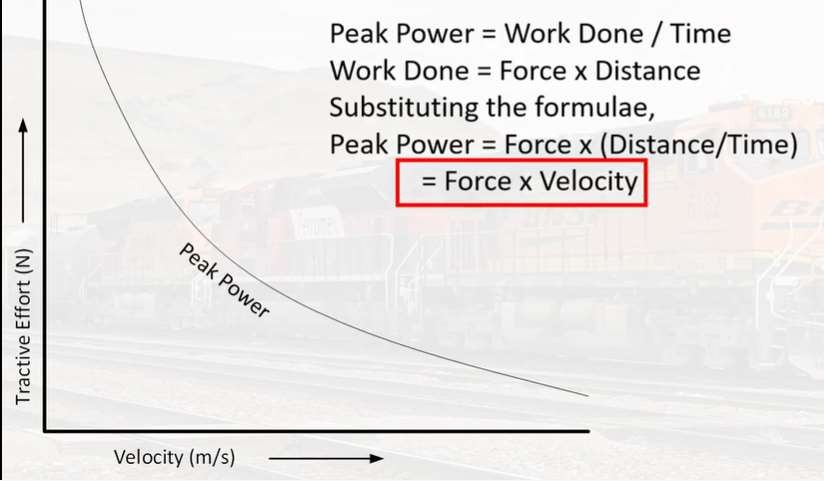 Peak Power = Work Done / Time
Work Done = Force x Distance
Substituting the formulae,
Peak Power = Force x (Distance/Time)
= Force x Velocity
Peak Power
Tractive Effort (N)
Velocity (m/s)